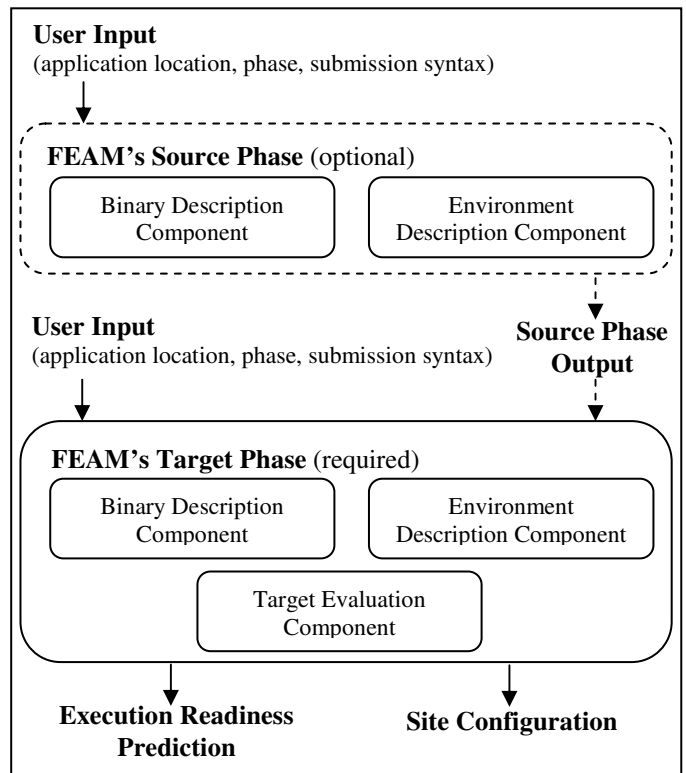 User Input
(application location, phase, submission syntax)
FEAM's Source Phase (optional)
Binary Description
Component
Environment
Description Component
User Input
(application location, phase, submission syntax)
Source Phase
Output
FEAM's Target Phase (required)
Binary Description
Component
Environment
Description Component
Target Evaluation
Component
Execution Readiness
Prediction
Site Configuration